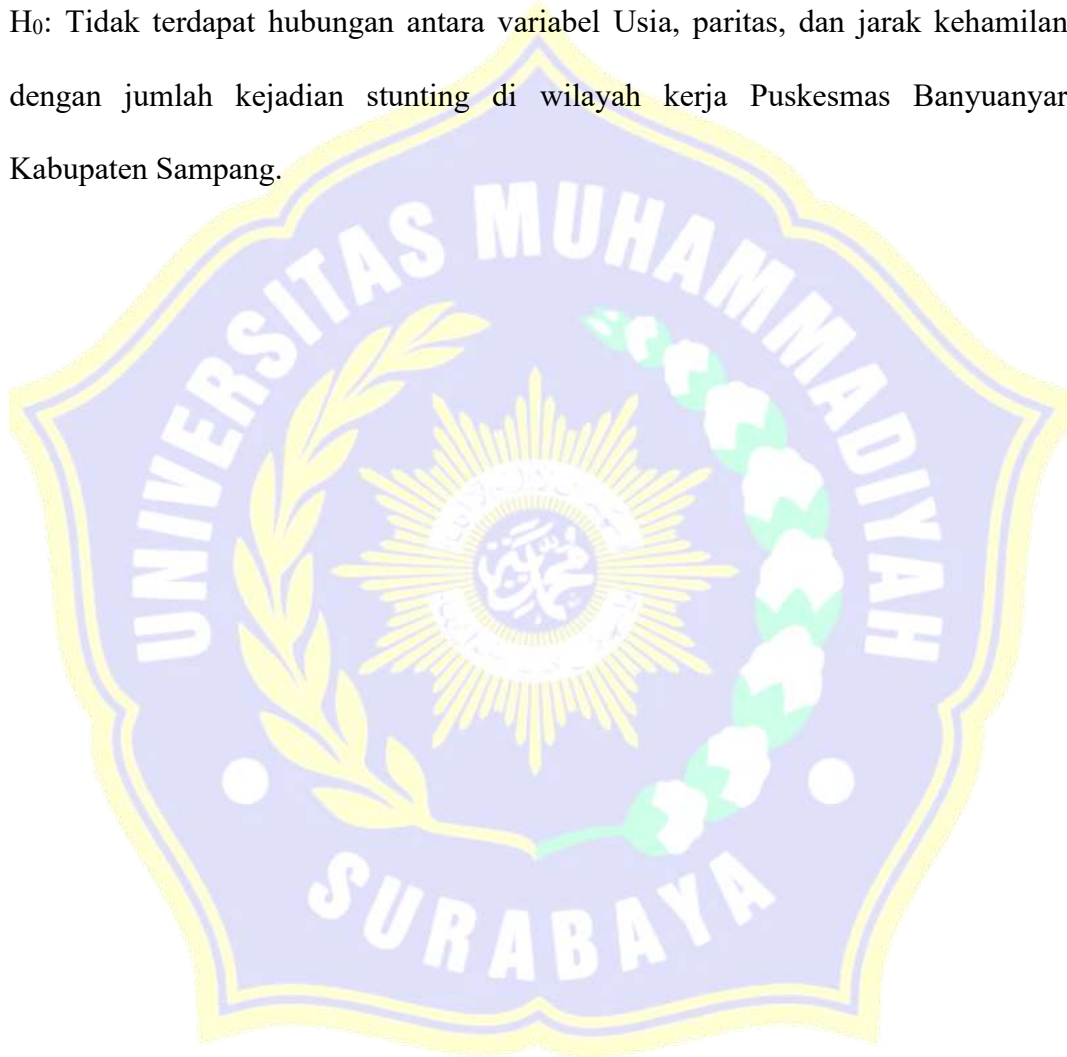 H₀: Tidak terdapat hubungan antara variabel Usia, paritas, dan jarak kehamilan
dengan jumlah kejadian stunting di wilayah kerja Puskesmas Banyuanyar
Kabupaten Sampang.
UNIVERSITAS MUHAMMADIYAH
SURABAYA